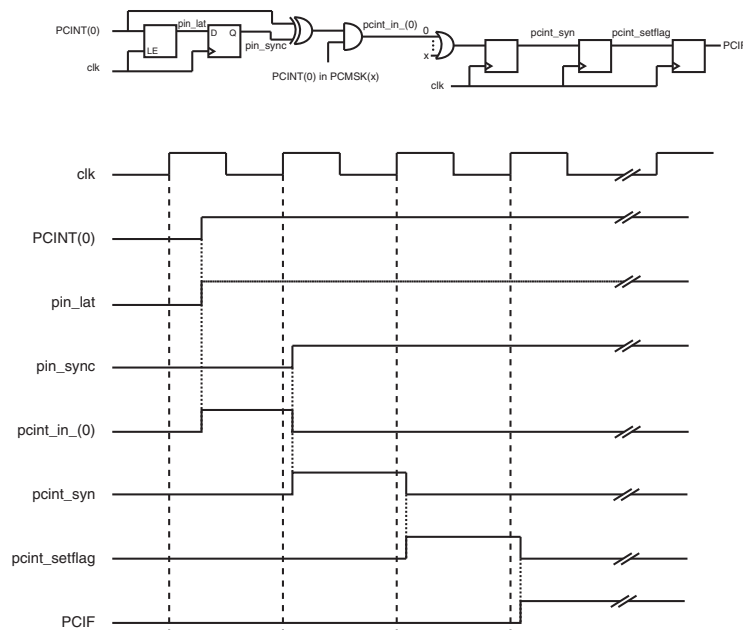 PCINT(0)
pin_lat
LE
D Q
pin_sync
clk
PCINT(0) in PCMSK(x)
pcint_in_(0)
0
x
clk
pcint_syn
pcint_setflag
PCIF
clk
PCINT(0)
pin_lat
pin_sync
pcint_in_(0)
pcint_syn
pcint_setflag
PCIF